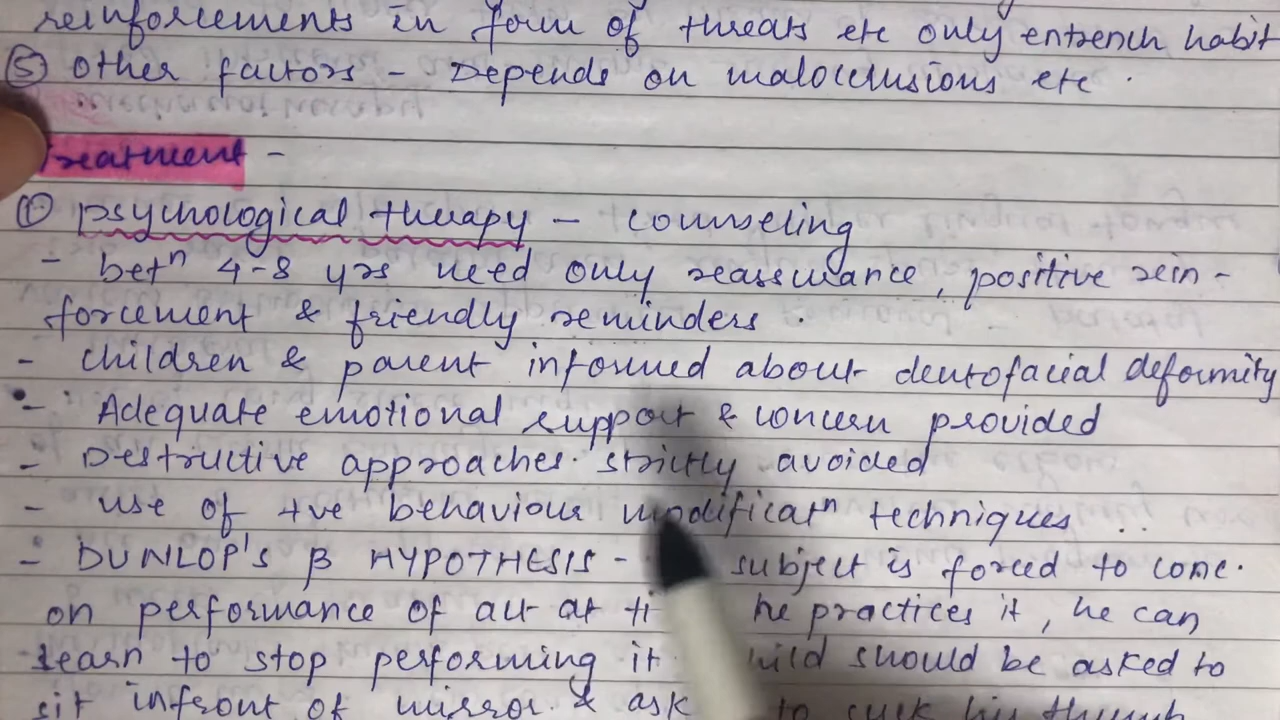 reinforcements in form of threats etc only entrench habit
⑤ Other factors - Depends on malocclusions etc.
Treatment -
① psychological therapy - counseling
- betⁿ 4-8 yrs need only reassurance, positive rein-
forcement & friendly reminders.
- children & parent informed about dentofacial deformity
- Adequate emotional support & concern provided
- Destructive approaches strictly avoided
- use of +ve behaviour modificatⁿ techniques
- DUNLOP'S β HYPOTHESIS - subject is forced to conc.
on performance of act at he practices it, he can
learn to stop performing it should be asked to
sit infront of mirror & ask to suck his thumb